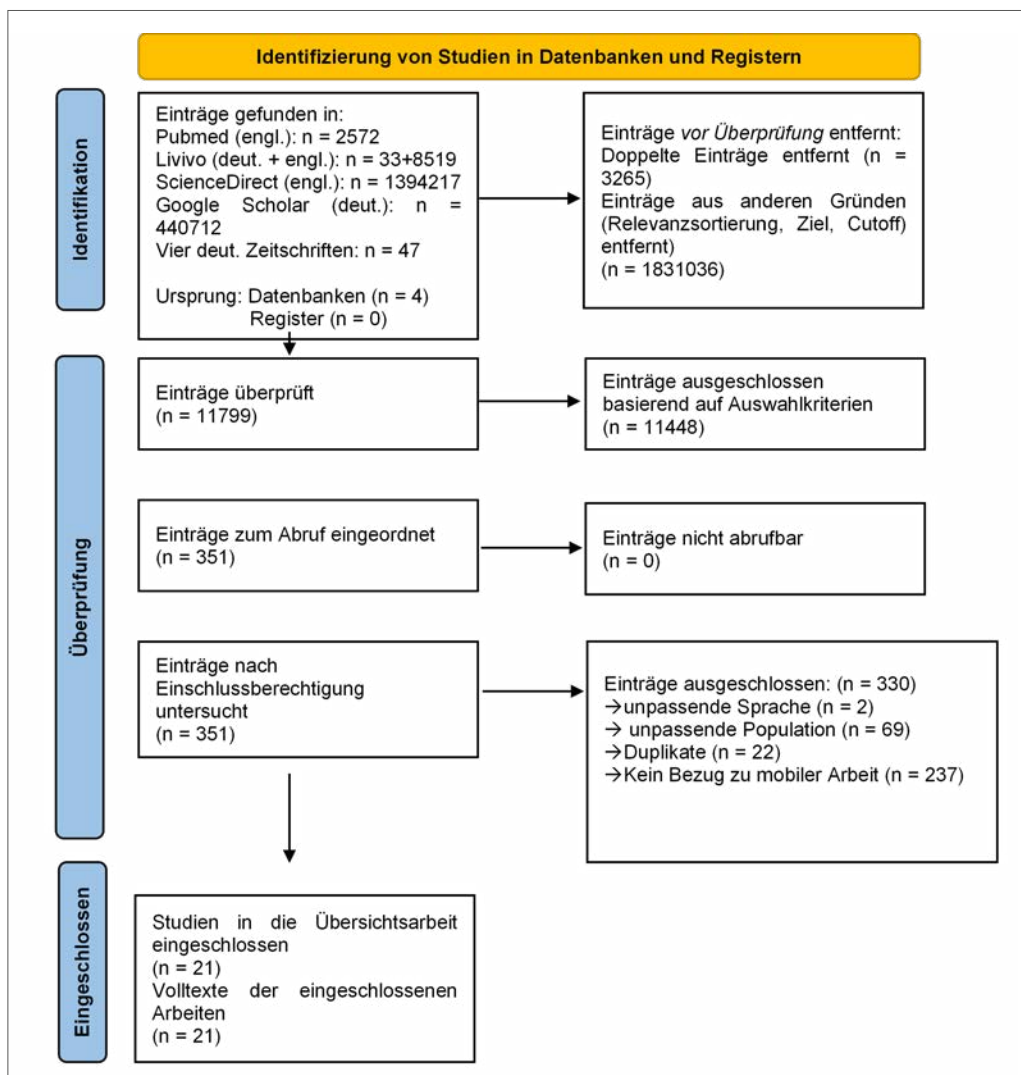 Identifizierung von Studien in Datenbanken und Registern
Identifikation
Einträge gefunden in:
Pubmed (engl.): n = 2572
Livivo (deut. + engl.): n = 33+8519
ScienceDirect (engl.): n = 1394217
Google Scholar (deut.): n =
440712
Vier deut. Zeitschriften: n = 47
Ursprung: Datenbanken (n = 4)
Register (n = 0)
Einträge vor Überprüfung entfernt:
Doppelte Einträge entfernt (n =
3265)
Einträge aus anderen Gründen
(Relevanzsortierung, Ziel, Cutoff)
entfernt)
(n = 1831036)
Überprüfung
Einträge überprüft
(n = 11799)
Einträge ausgeschlossen
basierend auf Auswahlkriterien
(n = 11448)
Einträge zum Abruf eingeordnet
(n = 351)
Einträge nicht abrufbar
(n = 0)
Einträge nach
Einschlussberechtigung
untersucht
(n = 351)
Einträge ausgeschlossen: (n = 330)
→unpassende Sprache (n = 2)
→ unpassende Population (n = 69)
→Duplikate (n = 22)
→Kein Bezug zu mobiler Arbeit (n = 237)
Eingeschlossen
Studien in die Übersichtsarbeit
eingeschlossen
(n = 21)
Volltexte der eingeschlossenen
Arbeiten
(n = 21)